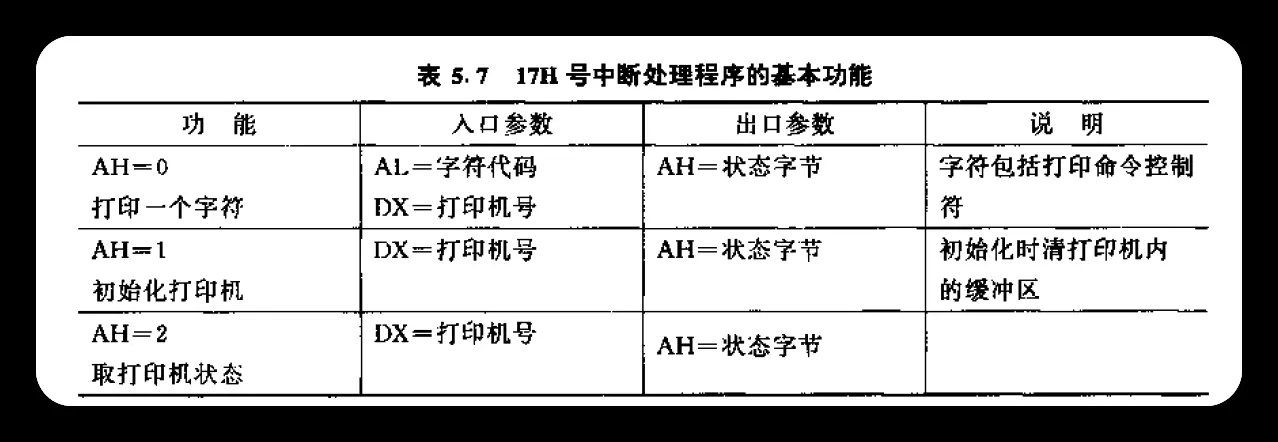 表 5.7 17H 号中断处理程序的基本功能
功 能 入口参数 出口参数 说 明
AH=0 AL=字符代码 AH=状态字节 字符包括打印命令控制
打印一个字符 DX=打印机号 符
AH=1 DX=打印机号 AH=状态字节 初始化时清打印机内
初始化打印机 的缓冲区
AH=2 DX=打印机号 AH=状态字节
取打印机状态